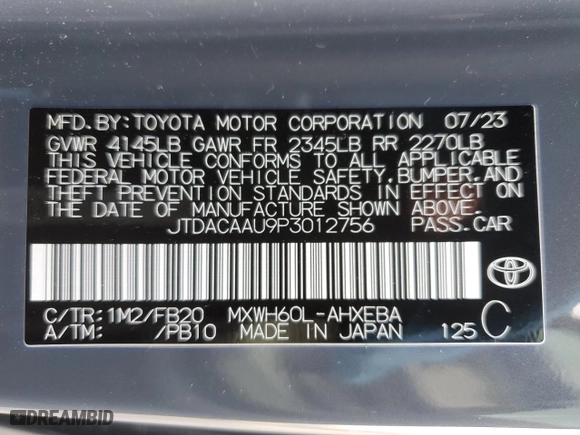 MFD.BY:TOYOTA MOTOR CORPORATION 07/23
GVWR 4145LB GAWR FR 2345LB RR 2270LB
THIS VEHICLE CONFORMS TO ALL APPLICABLE
FEDERAL MOTOR VEHICLE SAFETY,BUMPER,AND
THEFT PREVENTION STANDARDS IN EFFECT ON
THE DATE OF MANUFACTURE SHOWN ABOVE.
JTDACAAU9P3012756 PASS.CAR
C/TR:1M2/FB20 MXWH60L-AHXEBA
A/TM: /PB10 MADE IN JAPAN 125 C
TOYOTA
DREAMBID